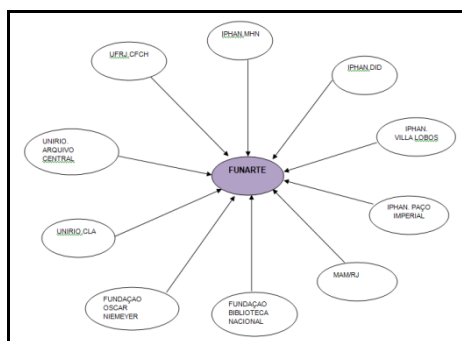 IPHAN.MHN
UFRJ.CFCH
IPHAN.DID
IPHAN.
VILLA LOBOS
UNIRIO.
ARQUIVO
CENTRAL
FUNARTE
IPHAN. PAÇO
IMPERIAL
UNIRIO.CLA
MAM/RJ
FUNDAÇAO
OSCAR
NIEMEYER
FUNDAÇAO
BIBLIOTECA
NACIONAL